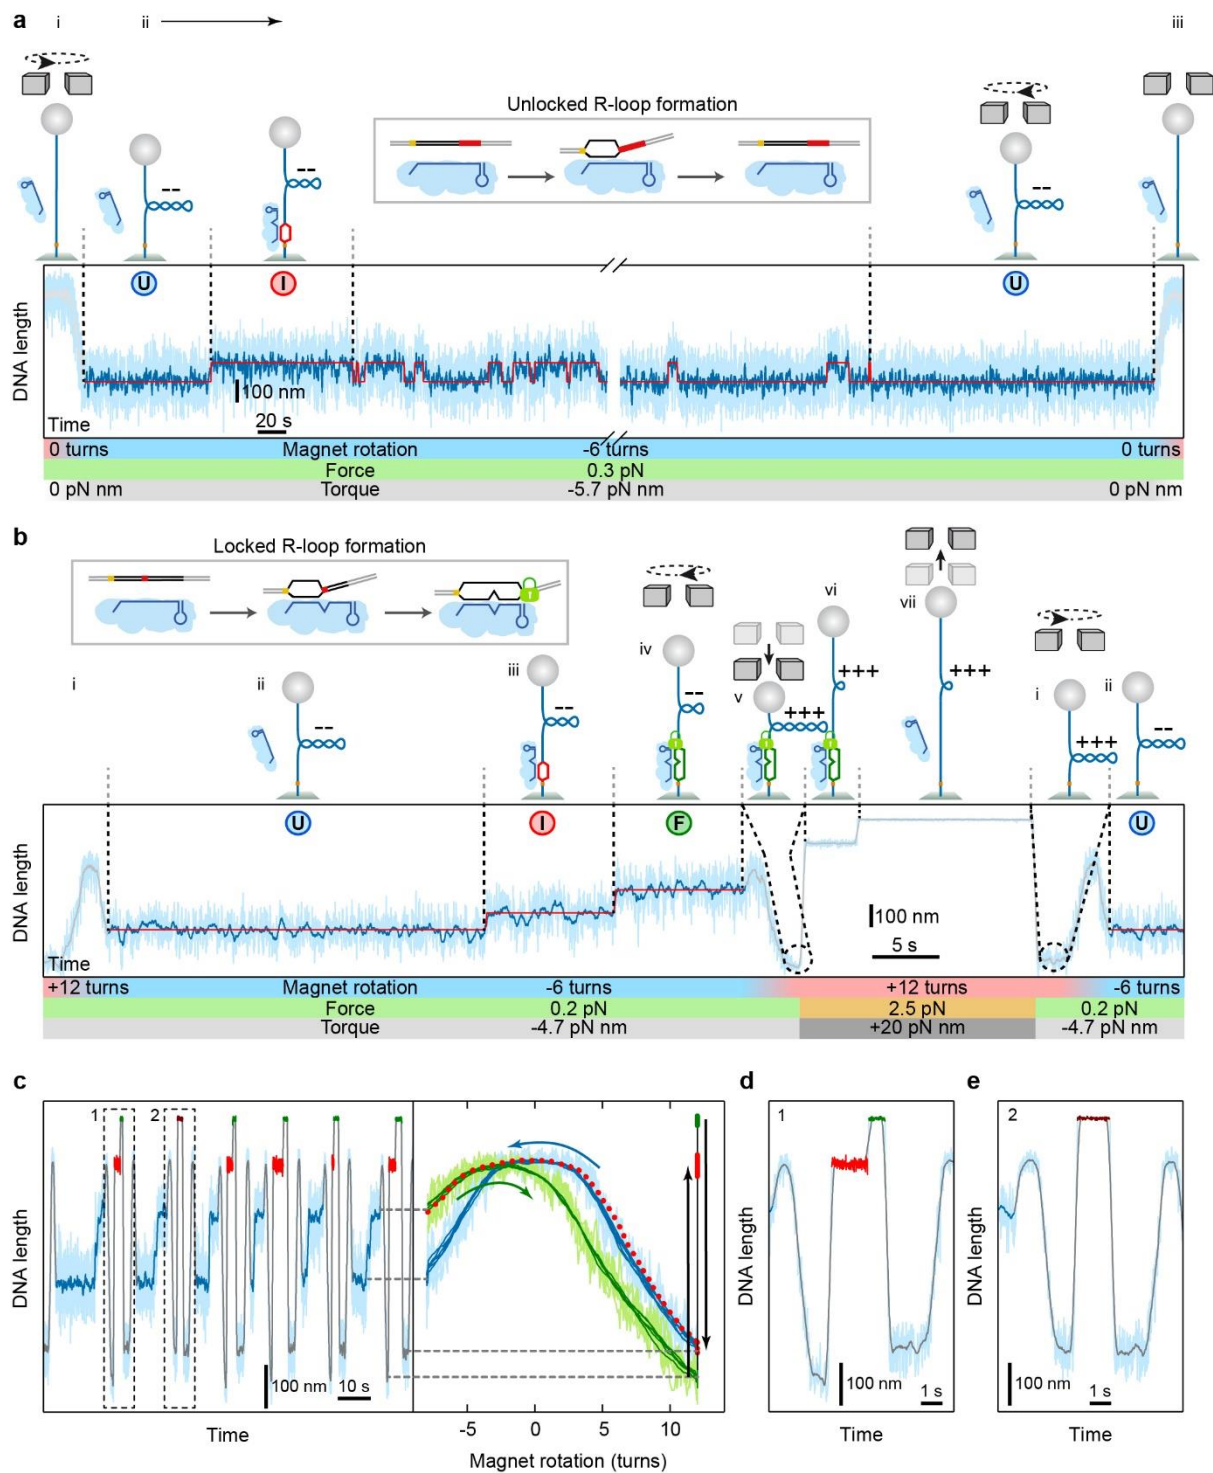 a
i
ii
iii
Unlocked R-loop formation
-- -- --
U
I
U
DNA length
100 nm
20 s
Time
0 turns Magnet rotation -6 turns 0 turns
Force 0.3 pN
0 pN nm Torque -5.7 pN nm 0 pN nm
b
Locked R-loop formation
i
ii
iii
iv
v
vi
vii
i
ii
-- -- -- +++ +++ +++ +++ --
U
I
F
U
DNA length
100 nm
5 s
Time
+12 turns Magnet rotation -6 turns +12 turns -6 turns
Force 0.2 pN 2.5 pN 0.2 pN
Torque -4.7 pN nm +20 pN nm -4.7 pN nm
c
1
2
DNA length
100 nm
10 s
Time
-5 0 5 10
Magnet rotation (turns)
d
1
DNA length
100 nm
1 s
Time
e
2
DNA length
100 nm
1 s
Time